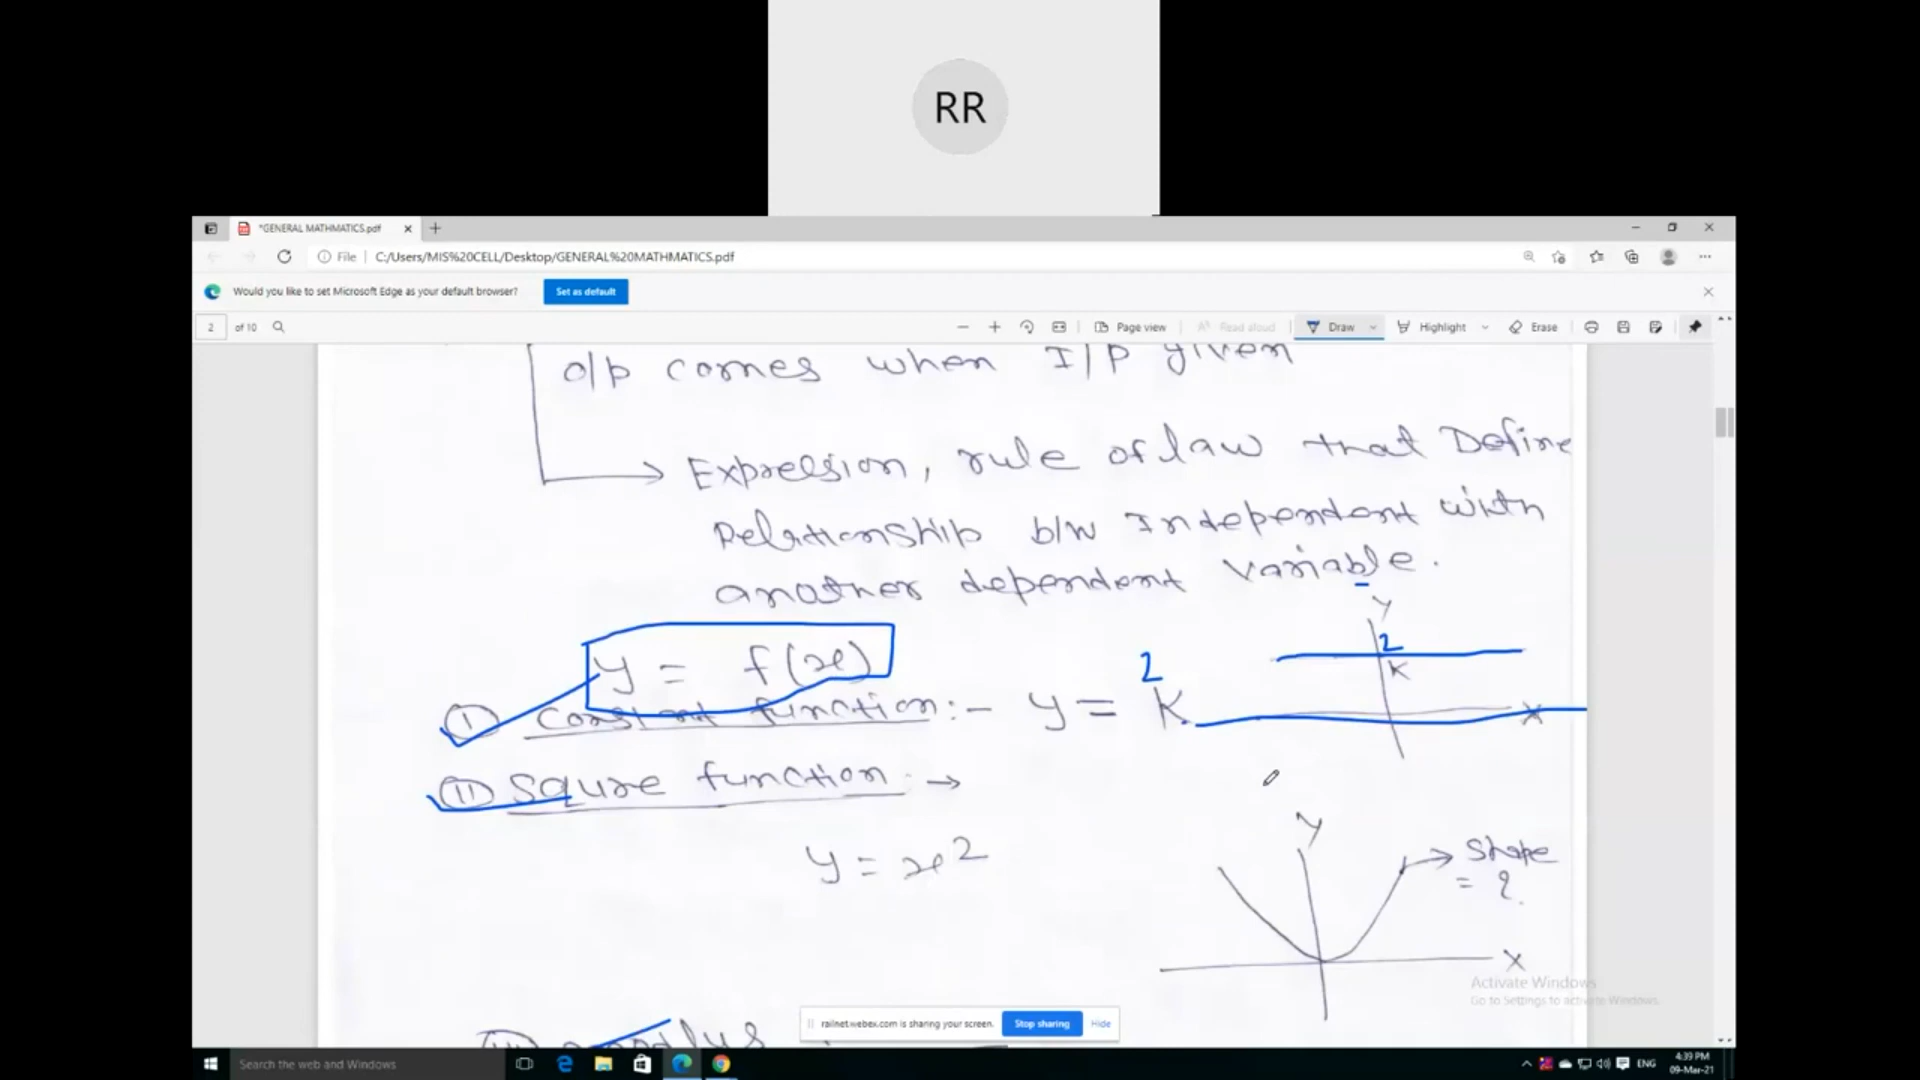 RR
*GENERAL MATHMATICS.pdf
File C:/Users/MIS%20CELL/Desktop/GENERAL%20MATHMATICS.pdf
Would you like to set Microsoft Edge as your default browser? Set as default
2 of 10 Page view Read aloud Draw Highlight Erase
o/p comes when I/p given
→ Exprelsion, rule of law that Define
Relationship b/w Independent with
another dependent variable.
y = f(x)
Y
2
K
X
(I) Constant function:- y = K
2
(II) Squre function: →
y = x2
Y
→ Shape
= ?
X
Activate Windows
Go to Settings to activate Windows.
railnet.webex.com is sharing your screen. Stop sharing Hide
Search the web and Windows
ENG
4:39 PM
09-Mar-21